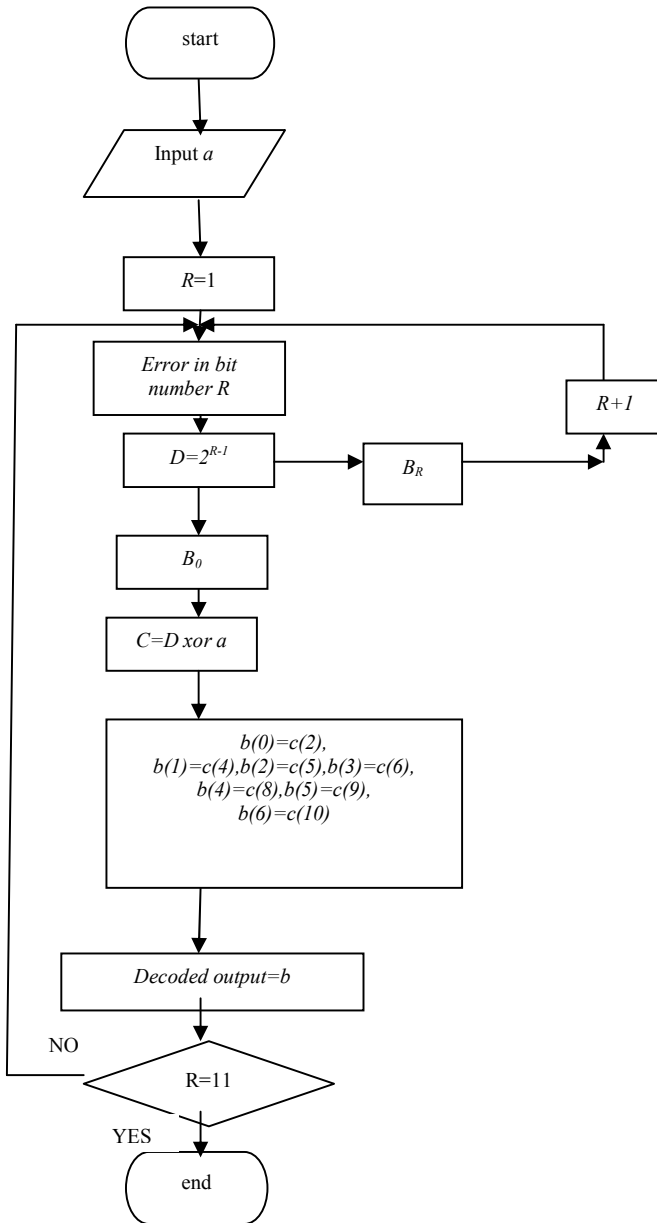 start
Input a
R=1
Error in bit
number R
R+1
D=2^{R-1}
B_R
B_0
C=D xor a
b(0)=c(2),
b(1)=c(4),b(2)=c(5),b(3)=c(6),
b(4)=c(8),b(5)=c(9),
b(6)=c(10)
Decoded output=b
NO
R=11
YES
end